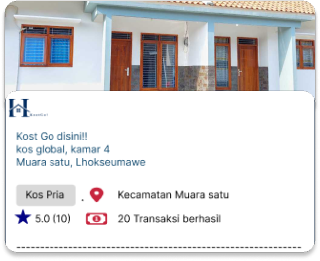 H
Kost Go disini!!
kos global, kamar 4
Muara satu, Lhokseumawe
Kos Pria . Kecamatan Muara satu
5.0 (10) 20 Transaksi berhasil